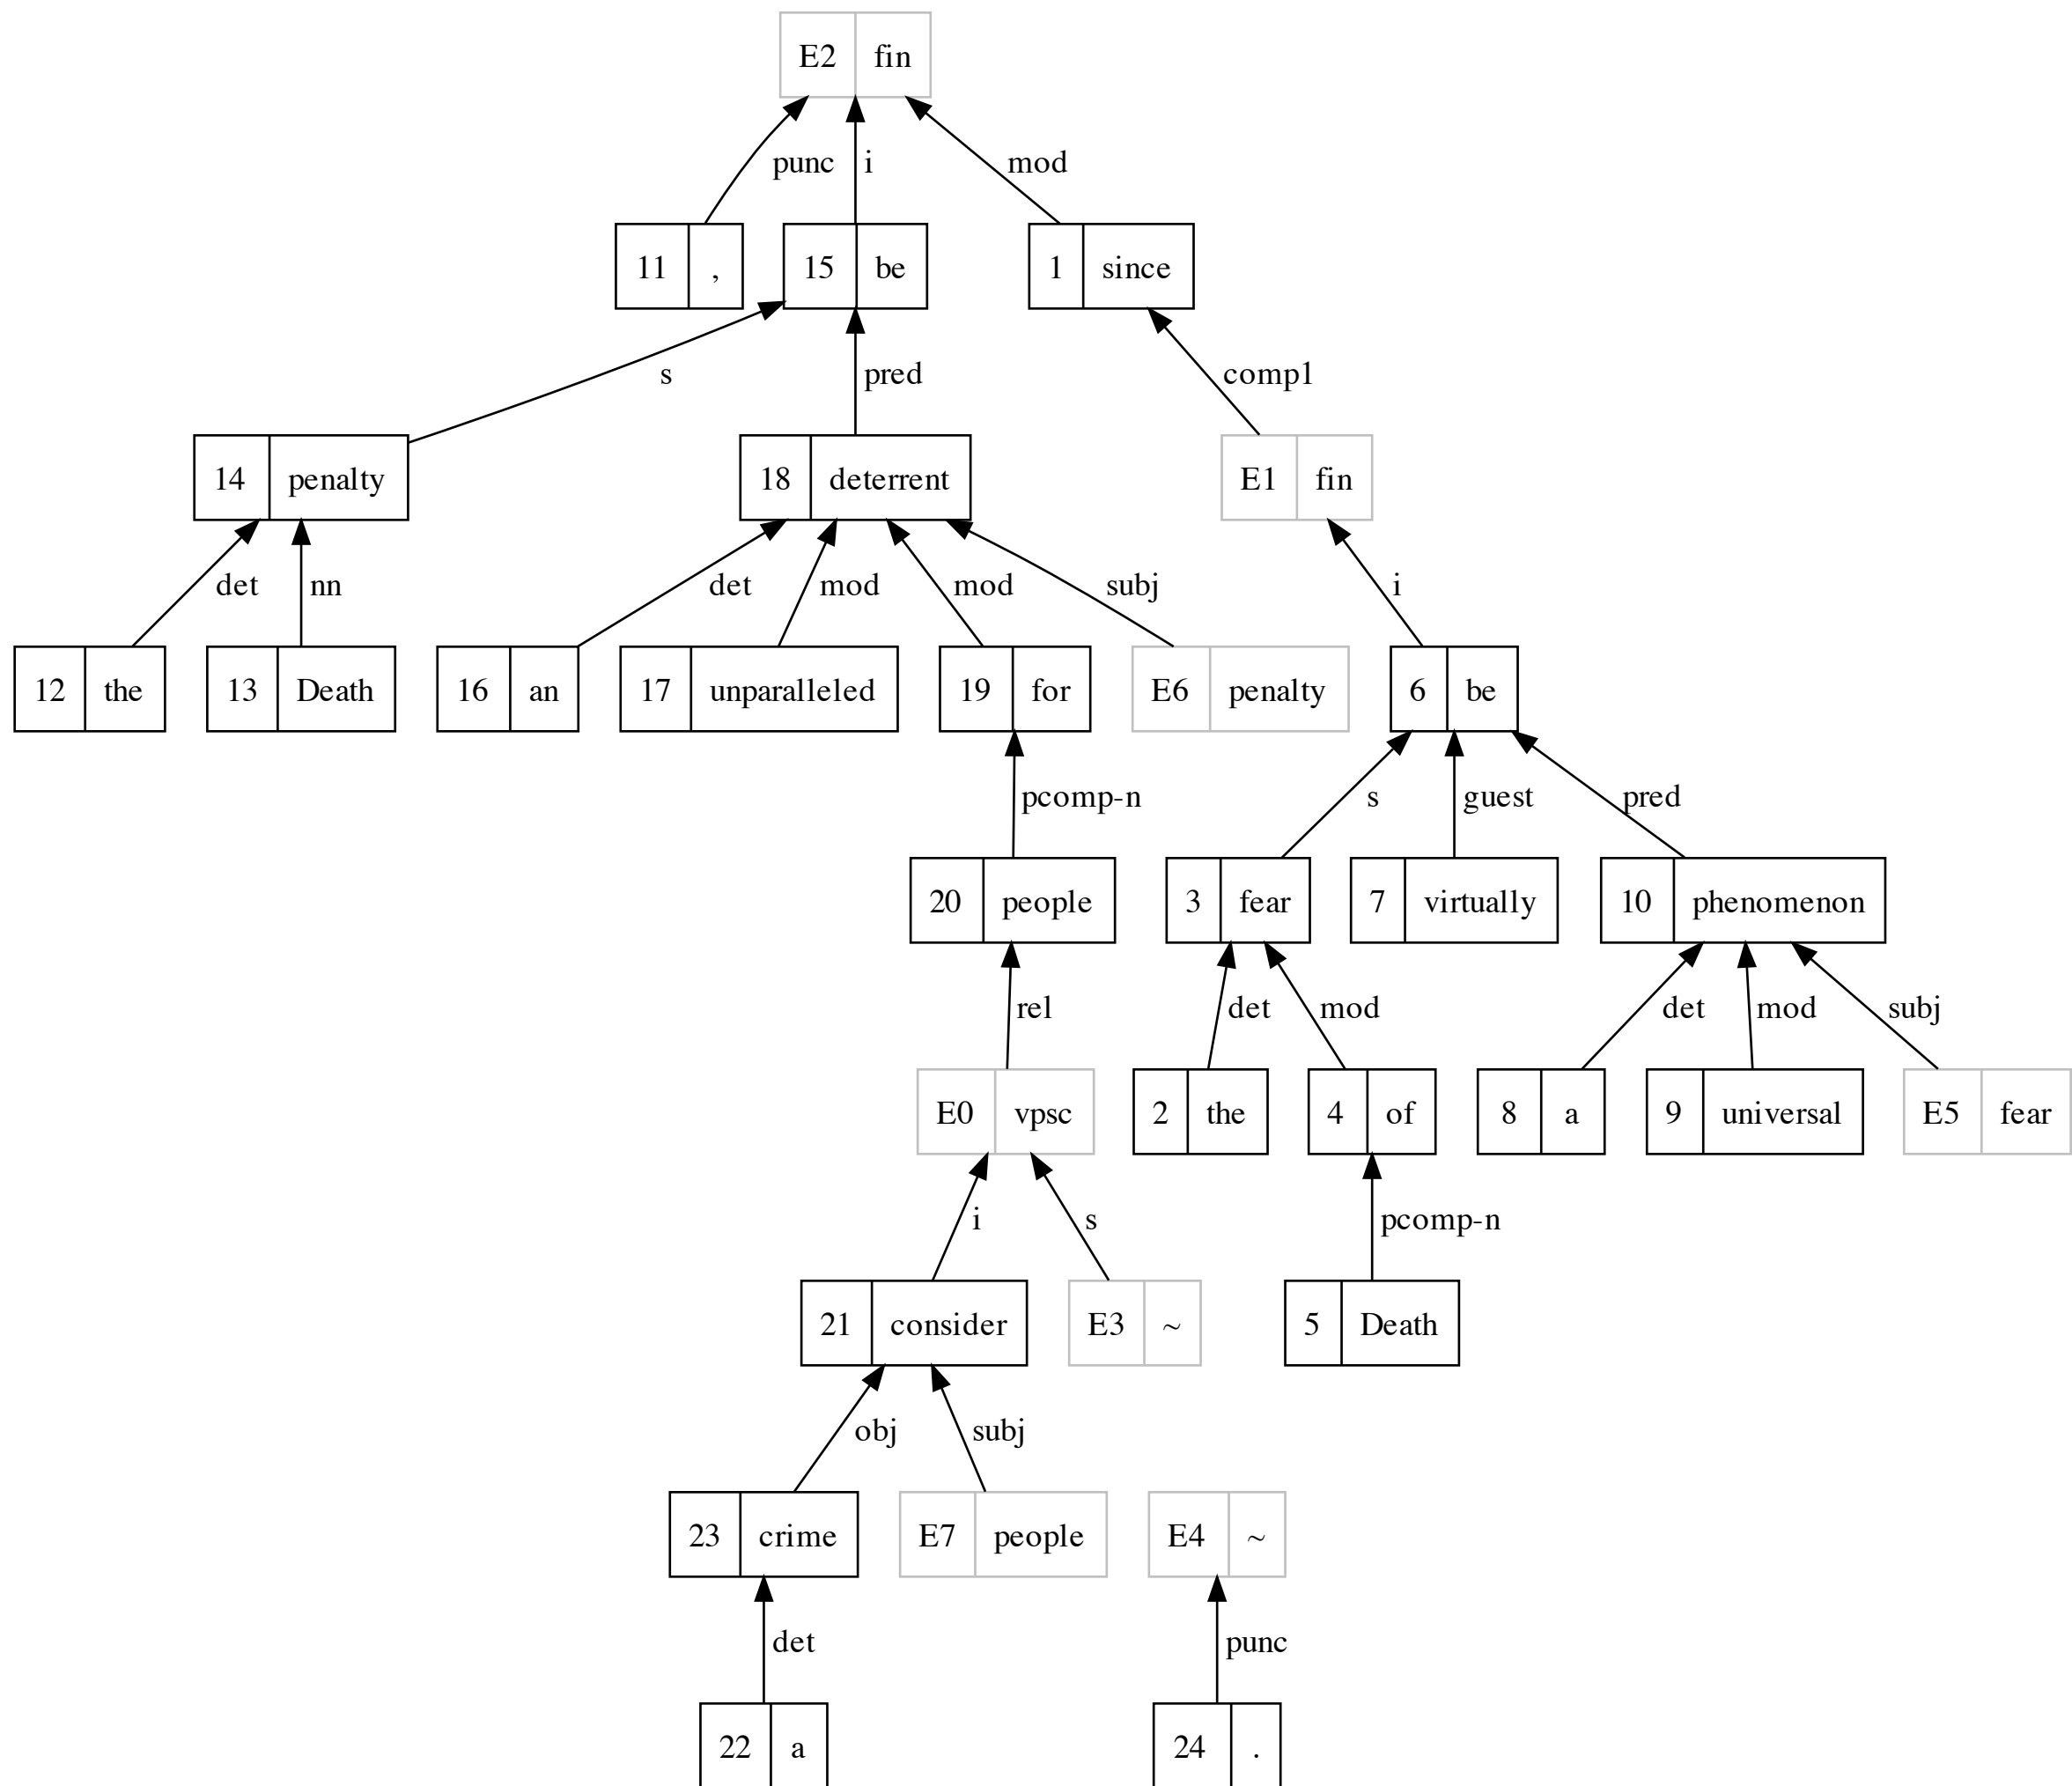 E2 fin
punc i mod
11 , 15 be 1 since
s pred comp1
14 penalty 18 deterrent E1 fin
det nn det mod mod subj i
12 the 13 Death 16 an 17 unparalleled 19 for E6 penalty 6 be
pcomp-n s guest pred
20 people 3 fear 7 virtually 10 phenomenon
rel det mod det mod subj
E0 vpsc 2 the 4 of 8 a 9 universal E5 fear
i s pcomp-n
21 consider E3 ~ 5 Death
obj subj
23 crime E7 people E4 ~
det punc
22 a 24 .